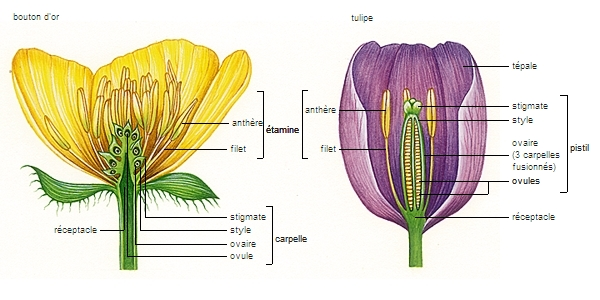 bouton d'or
anthère
étamine
filet
réceptacle
stigmate
style
carpelle
ovaire
ovule
tulipe
tépale
anthère
stigmate
style
filet
ovaire
(3 carpelles
fusionnés)
pistil
ovules
réceptacle